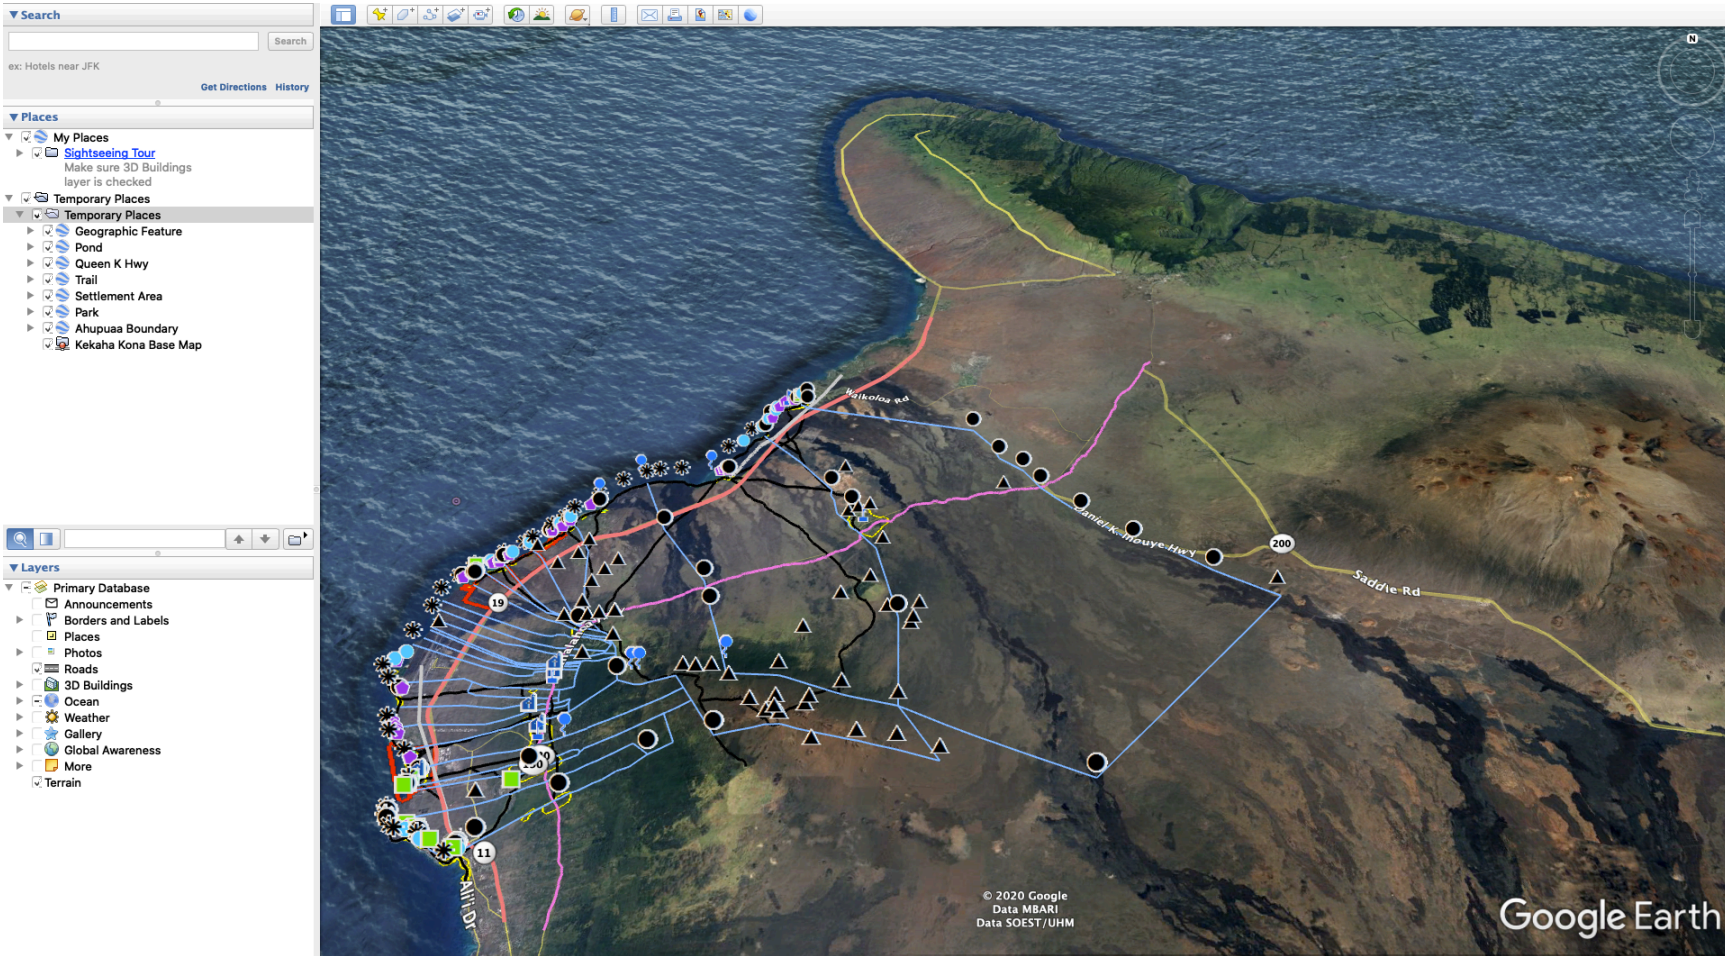 Search
Search
ex: Hotels near JFK
Get Directions History
Places
My Places
Sightseeing Tour
Make sure 3D Buildings
layer is checked
Temporary Places
Temporary Places
Geographic Feature
Pond
Queen K Hwy
Trail
Settlement Area
Park
Ahupuaa Boundary
Kekaha Kona Base Map
Layers
Primary Database
Announcements
Borders and Labels
Places
Photos
Roads
3D Buildings
Ocean
Weather
Gallery
Global Awareness
More
Terrain
N
Waikoloa Rd
Daniel K. Inouye Hwy
200
Saddle Rd
19
11
Ali'i Dr
© 2020 Google
Data MBARI
Data SOEST/UHM
Google Earth